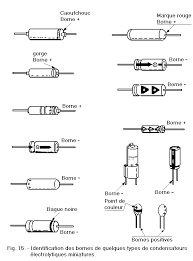 Caoutchouc
Borne +
Marque rouge
Borne +
gorge
Borne +
Borne -
Borne -
Borne +
Borne -
Borne -
Borne -
Point de
couleur
Bague noire
Borne -
Bornes positives
Fig. 15. - Identification des bornes de quelques types de condensateurs
électrolytiques miniatures.